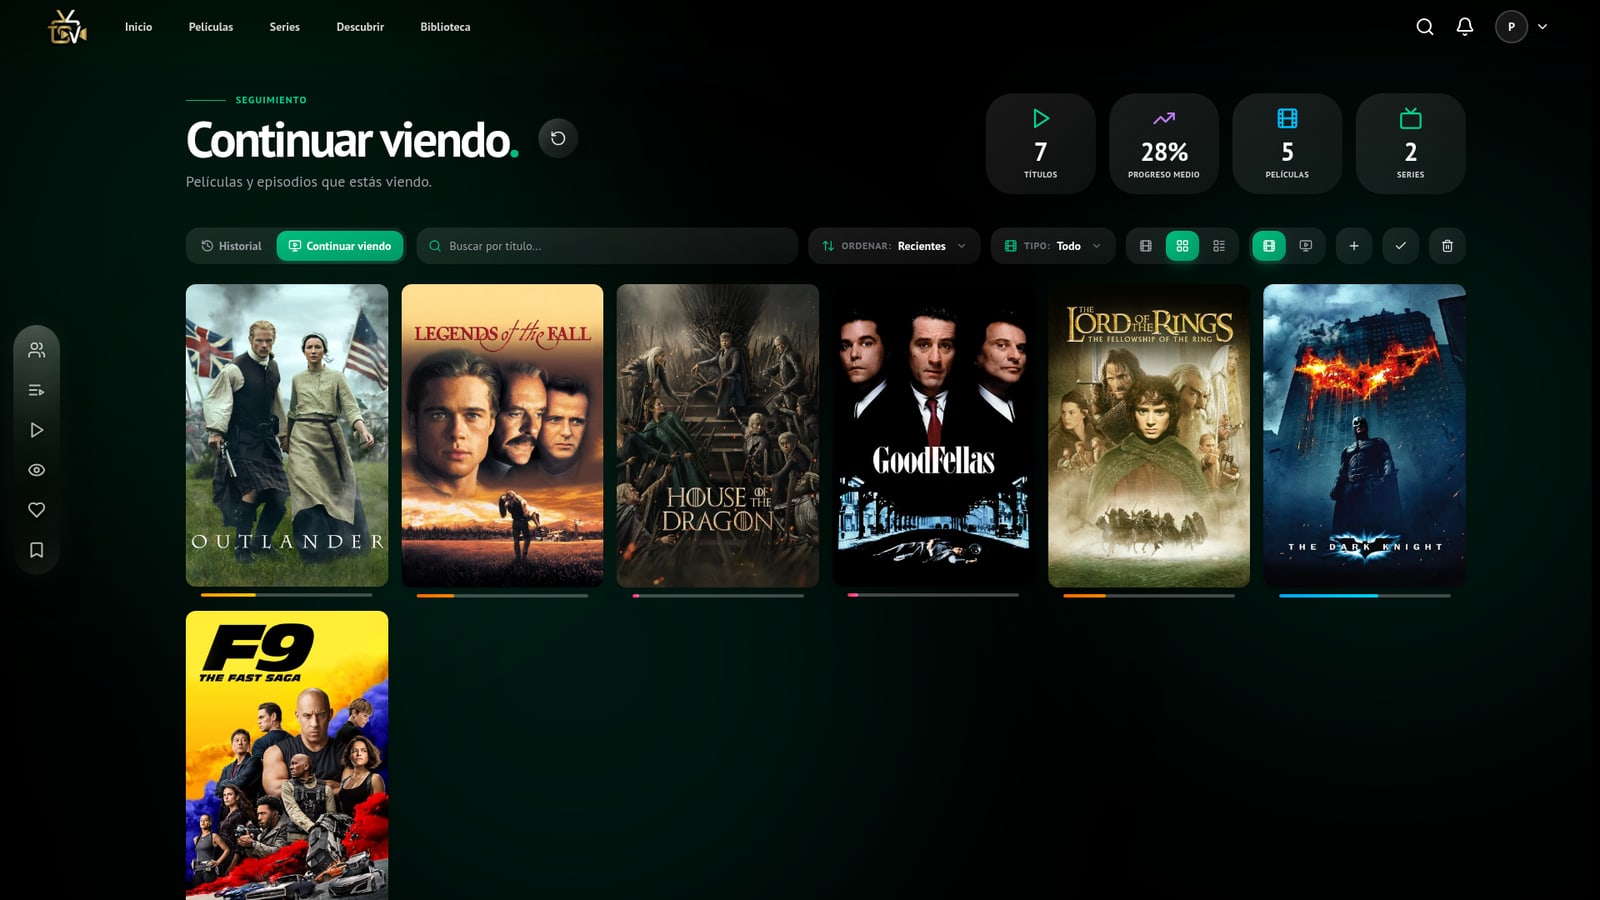 TSV
Inicio
Películas
Series
Descubrir
Biblioteca
P
SEGUIMIENTO
Continuar viendo.
Películas y episodios que estás viendo.
7
TÍTULOS
28%
PROGRESO MEDIO
5
PELÍCULAS
2
SERIES
Historial
Continuar viendo
Buscar por título...
ORDENAR: Recientes
TIPO: Todo
OUTLANDER
LEGENDS of the FALL
HOUSE OF THE
DRAGON
GoodFellas
THE
LORD OF THE RINGS
THE FELLOWSHIP OF THE RING
THE DARK KNIGHT
F9
THE FAST SAGA